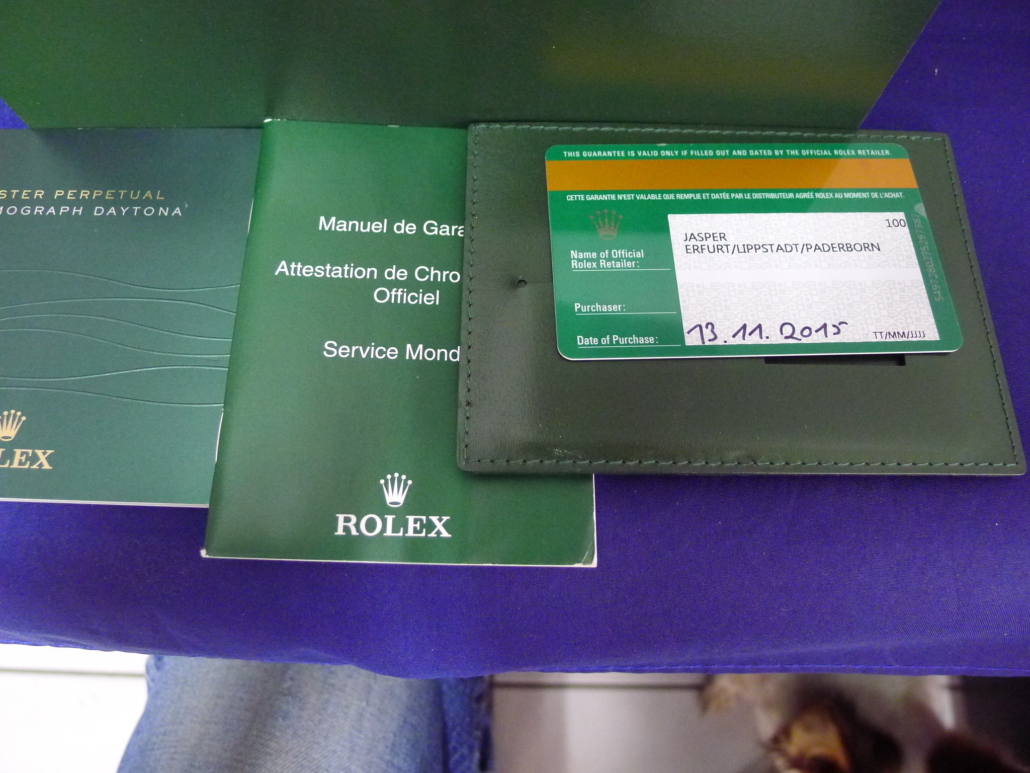 STER PERPETUAL
MOGRAPH DAYTONA
LEX
Manuel de Gara
Attestation de Chro
Officiel
Service Mond
ROLEX
THIS GUARANTEE IS VALID ONLY IF FILLED OUT AND DATED BY THE OFFICIAL ROLEX RETAILER.
CETTE GARANTIE N'EST VALABLE QUE REMPLIE ET DATÉE PAR LE DISTRIBUTEUR AGRÉÉ ROLEX AU MOMENT DE L'ACHAT.
100
Name of Official
Rolex Retailer:
JASPER
ERFURT/LIPPSTADT/PADERBORN
Purchaser:
Date of Purchase:
13.11.2015
TT/MM/JJJJ